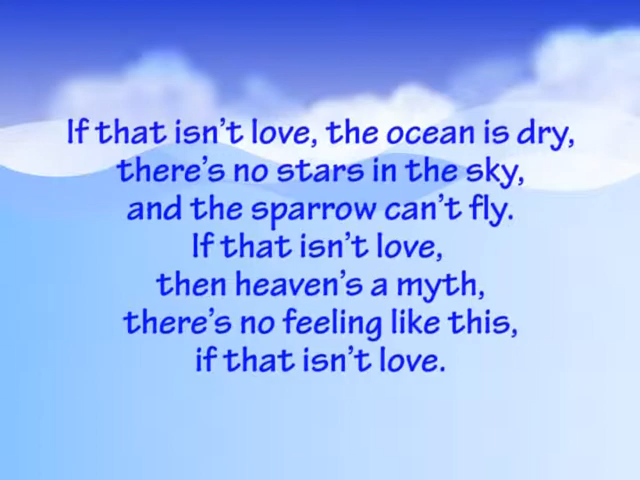 If that isn't love, the ocean is dry,
there's no stars in the sky,
and the sparrow can't fly.
If that isn't love,
then heaven's a myth,
there's no feeling like this,
if that isn't love.